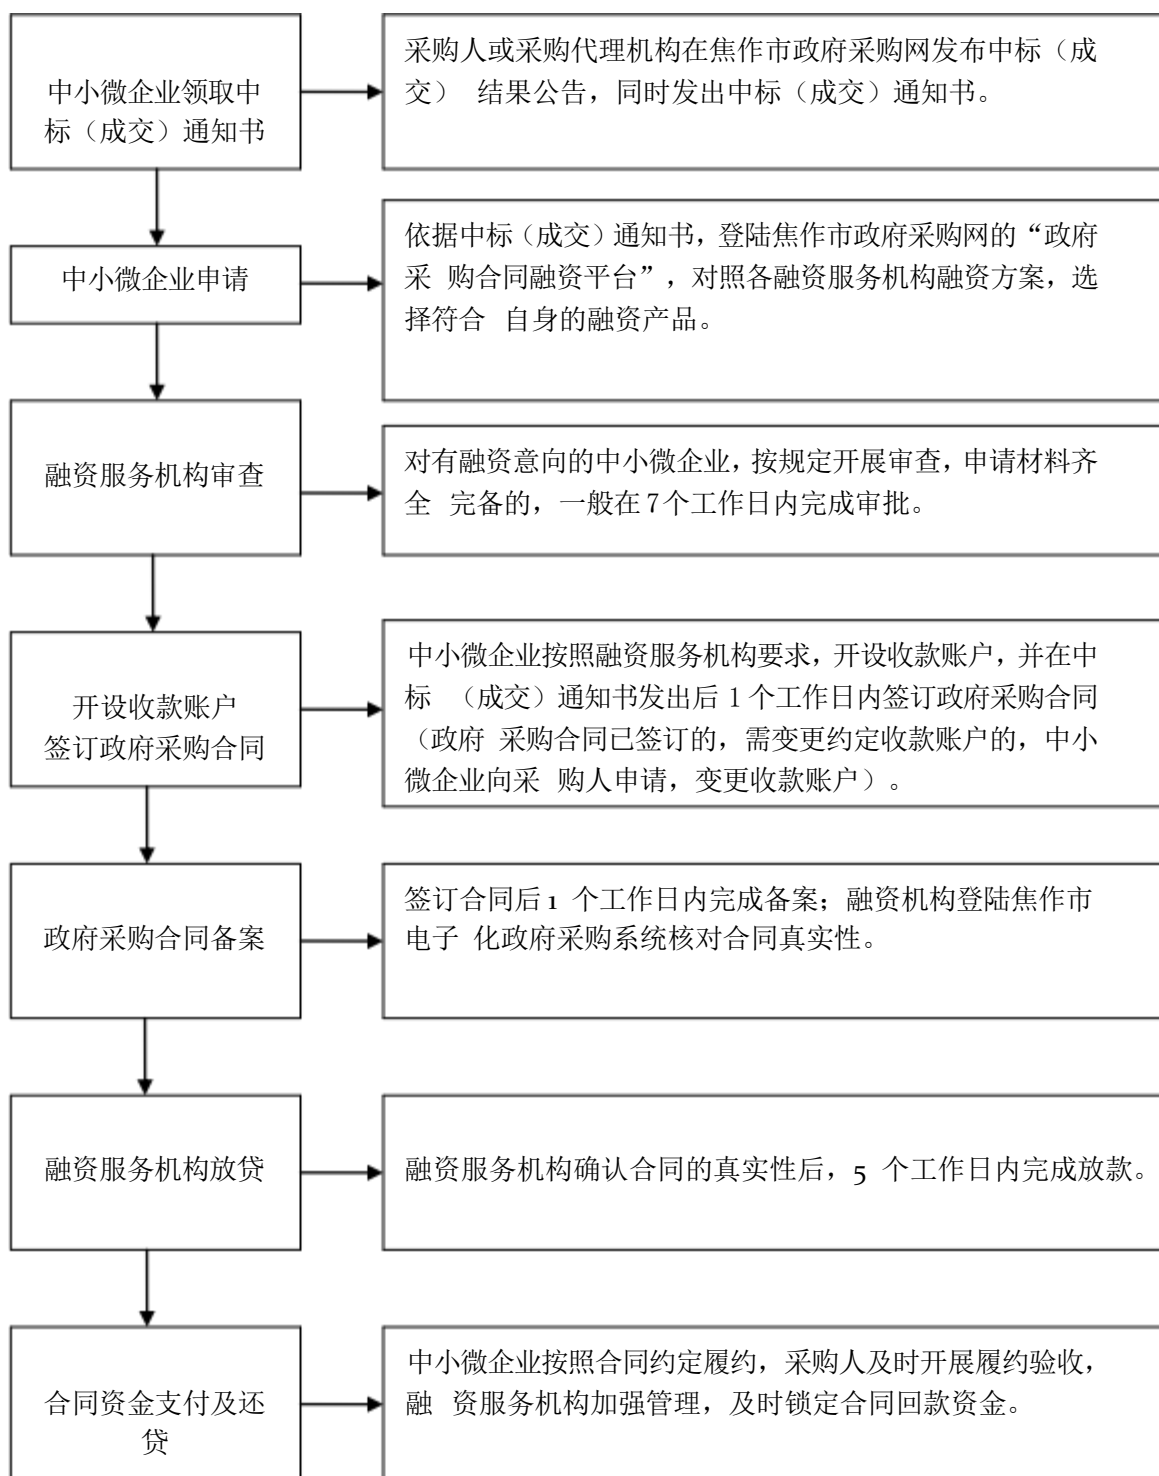 中小微企业领取中
标（成交）通知书
采购人或采购代理机构在焦作市政府采购网发布中标（成
交） 结果公告，同时发出中标（成交）通知书。
中小微企业申请
依据中标（成交）通知书，登陆焦作市政府采购网的“政府
采 购合同融资平台”，对照各融资服务机构融资方案，选
择符合 自身的融资产品。
融资服务机构审查
对有融资意向的中小微企业，按规定开展审查，申请材料齐
全 完备的，一般在7个工作日内完成审批。
开设收款账户
签订政府采购合同
中小微企业按照融资服务机构要求，开设收款账户，并在中
标 （成交）通知书发出后 1 个工作日内签订政府采购合同
（政府 采购合同已签订的，需变更约定收款账户的，中小
微企业向采 购人申请，变更收款账户）。
政府采购合同备案
签订合同后 1 个工作日内完成备案；融资机构登陆焦作市
电子 化政府采购系统核对合同真实性。
融资服务机构放贷
融资服务机构确认合同的真实性后，5 个工作日内完成放款。
合同资金支付及还
贷
中小微企业按照合同约定履约，采购人及时开展履约验收，
融 资服务机构加强管理，及时锁定合同回款资金。